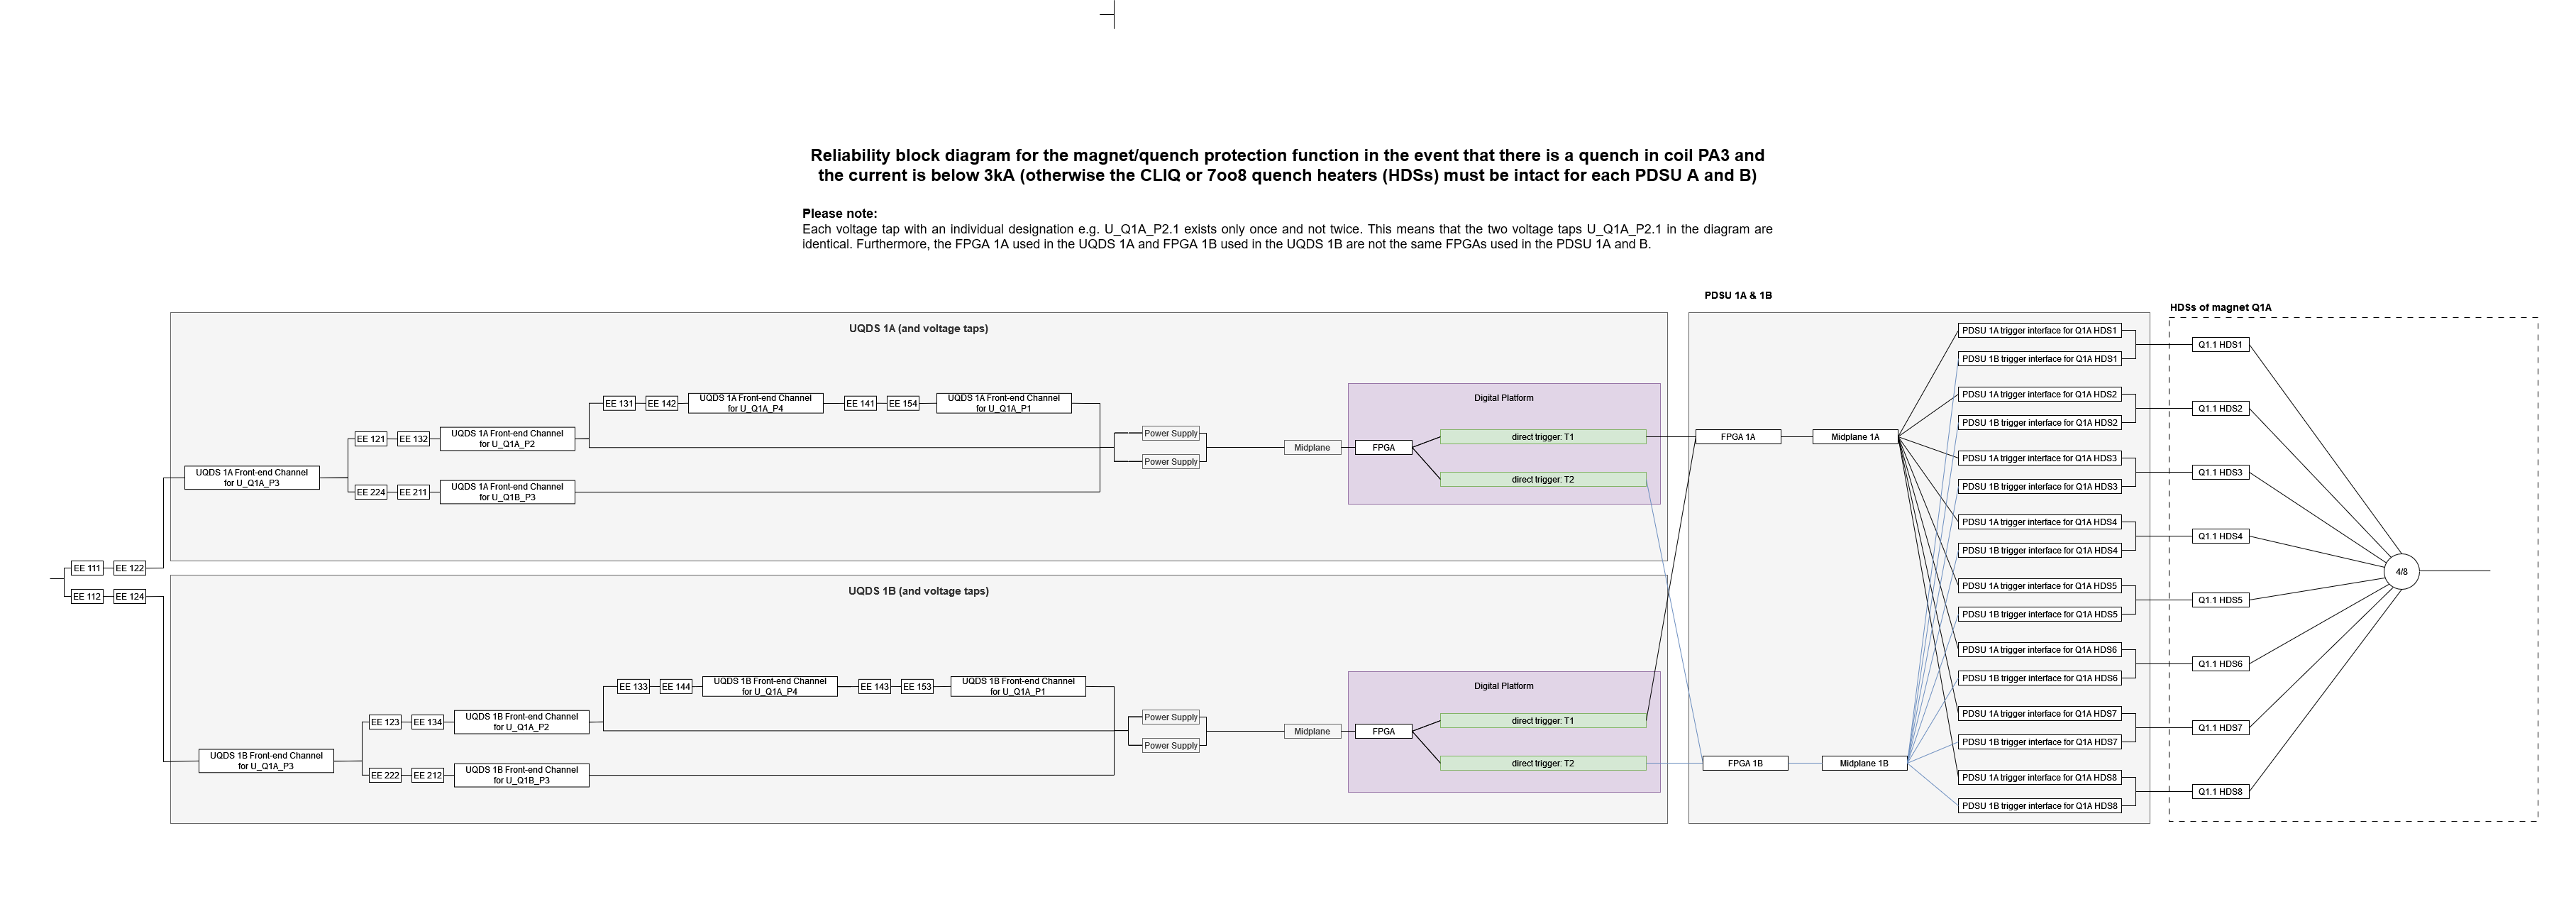 Reliability block diagram for the magnet/quench protection function in the event that there is a quench in coil PA3 and
the current is below 3kA (otherwise the CLIQ or 7oo8 quench heaters (HDSs) must be intact for each PDSU A and B)
Please note:
Each voltage tap with an individual designation e.g. U_Q1A_P2.1 exists only once and not twice. This means that the two voltage taps U_Q1A_P2.1 in the diagram are
identical. Furthermore, the FPGA 1A used in the UQDS 1A and FPGA 1B used in the UQDS 1B are not the same FPGAs used in the PDSU 1A and B.
EE 111
EE 122
EE 112
EE 124
UQDS 1A (and voltage taps)
UQDS 1A Front-end Channel
for U_Q1A_P3
EE 121
EE 132
UQDS 1A Front-end Channel
for U_Q1A_P2
EE 224
EE 211
UQDS 1A Front-end Channel
for U_Q1B_P3
EE 131
EE 142
UQDS 1A Front-end Channel
for U_Q1A_P4
EE 141
EE 154
UQDS 1A Front-end Channel
for U_Q1A_P1
Power Supply
Power Supply
Midplane
Digital Platform
FPGA
direct trigger: T1
direct trigger: T2
UQDS 1B (and voltage taps)
UQDS 1B Front-end Channel
for U_Q1A_P3
EE 123
EE 134
UQDS 1B Front-end Channel
for U_Q1A_P2
EE 222
EE 212
UQDS 1B Front-end Channel
for U_Q1B_P3
EE 133
EE 144
UQDS 1B Front-end Channel
for U_Q1A_P4
EE 143
EE 153
UQDS 1B Front-end Channel
for U_Q1A_P1
Power Supply
Power Supply
Midplane
Digital Platform
FPGA
direct trigger: T1
direct trigger: T2
PDSU 1A & 1B
FPGA 1A
Midplane 1A
FPGA 1B
Midplane 1B
PDSU 1A trigger interface for Q1A HDS1
PDSU 1B trigger interface for Q1A HDS1
PDSU 1A trigger interface for Q1A HDS2
PDSU 1B trigger interface for Q1A HDS2
PDSU 1A trigger interface for Q1A HDS3
PDSU 1B trigger interface for Q1A HDS3
PDSU 1A trigger interface for Q1A HDS4
PDSU 1B trigger interface for Q1A HDS4
PDSU 1A trigger interface for Q1A HDS5
PDSU 1B trigger interface for Q1A HDS5
PDSU 1A trigger interface for Q1A HDS6
PDSU 1B trigger interface for Q1A HDS6
PDSU 1A trigger interface for Q1A HDS7
PDSU 1B trigger interface for Q1A HDS7
PDSU 1A trigger interface for Q1A HDS8
PDSU 1B trigger interface for Q1A HDS8
HDSs of magnet Q1A
Q1.1 HDS1
Q1.1 HDS2
Q1.1 HDS3
Q1.1 HDS4
Q1.1 HDS5
Q1.1 HDS6
Q1.1 HDS7
Q1.1 HDS8
4/8